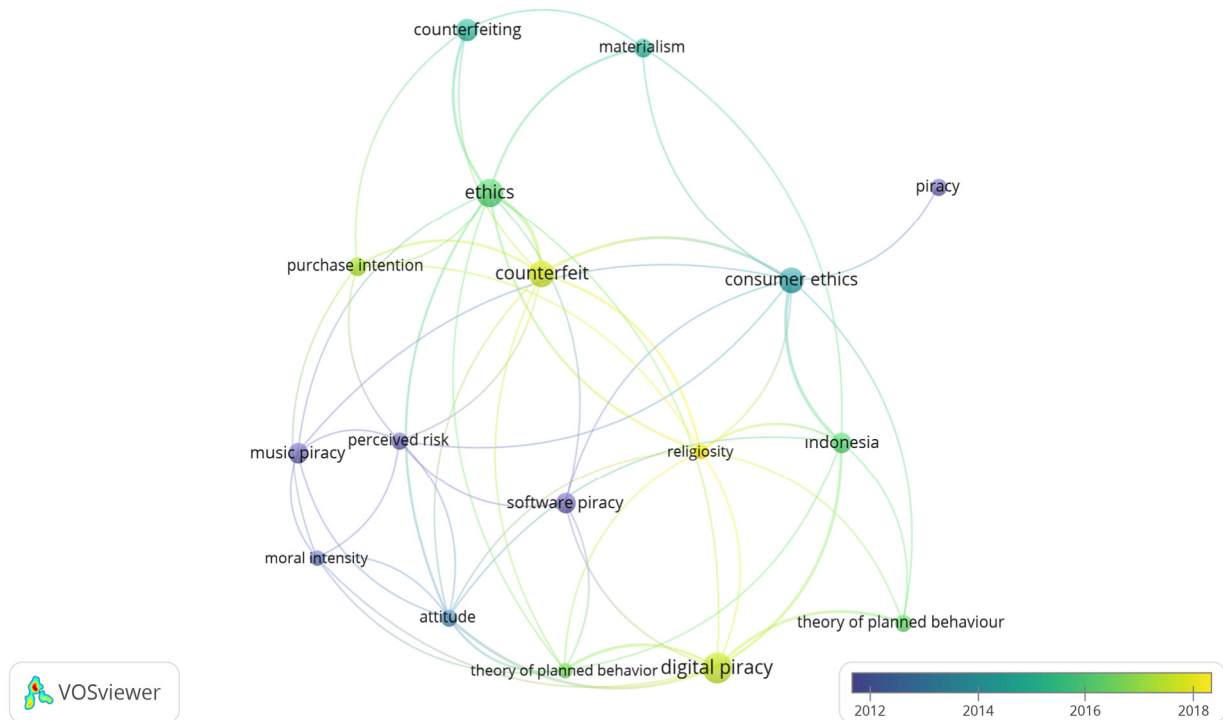 counterfeiting
materialism
piracy
ethics
purchase intention
counterfeit
consumer ethics
music piracy
perceived risk
religiosity
ındonesia
software piracy
moral intensity
attitude
theory of planned behaviour
theory of planned behavior
digital piracy
VOSviewer
2012
2014
2016
2018